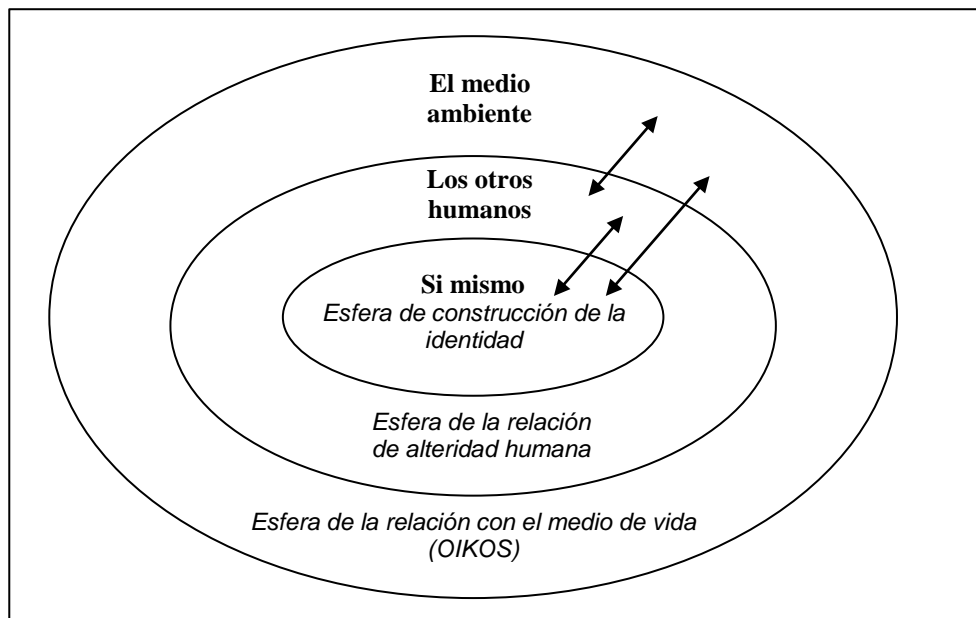 El medio
ambiente
Los otros
humanos
Si mismo
Esfera de construcción de la
identidad
Esfera de la relación
de alteridad humana
Esfera de la relación con el medio de vida
(OIKOS)